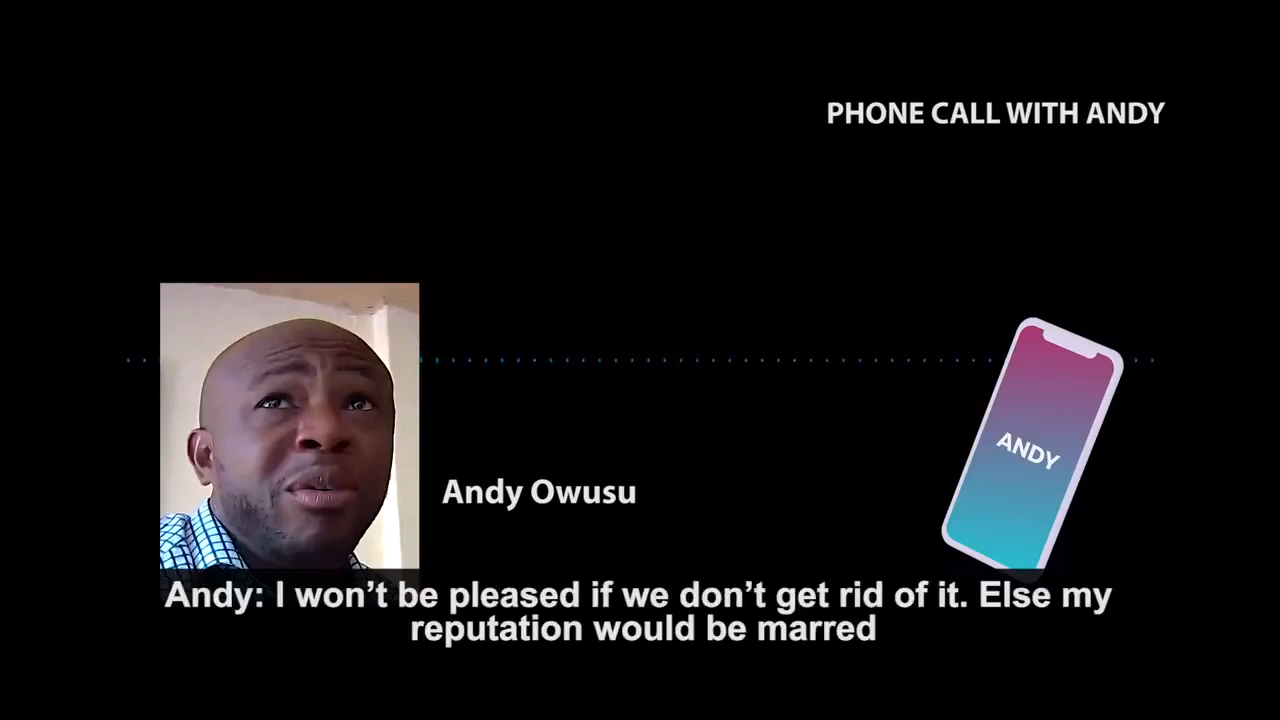 PHONE CALL WITH ANDY
ANDY
Andy Owusu
Andy: I won’t be pleased if we don’t get rid of it. Else my
reputation would be marred